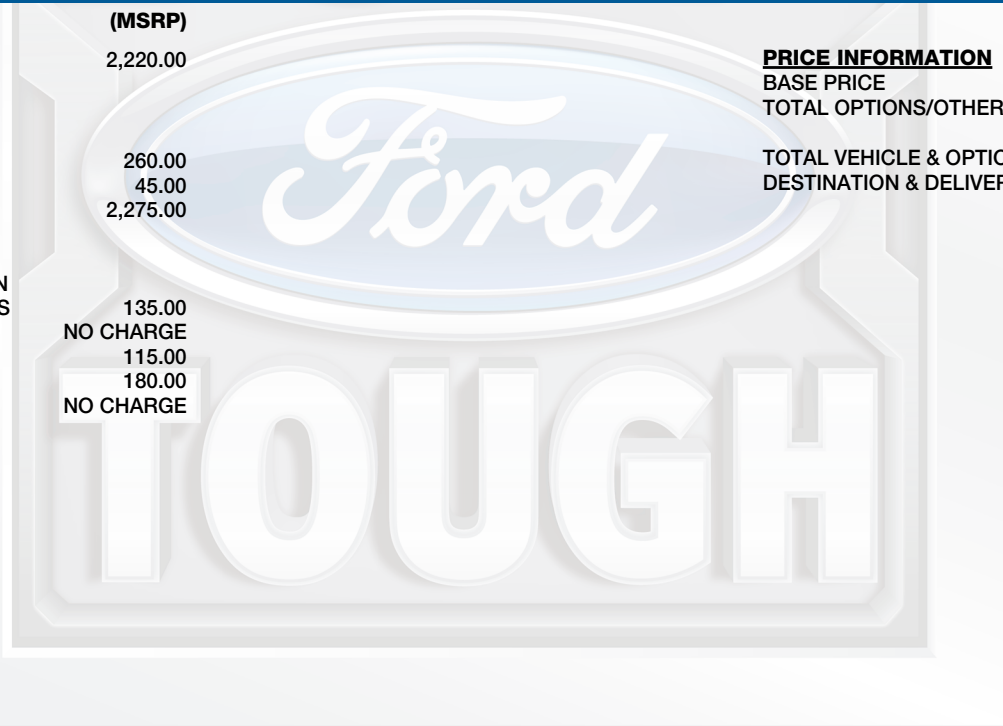 (MSRP)
2,220.00
260.00
45.00
2,275.00
N
S 135.00
NO CHARGE
115.00
180.00
NO CHARGE
PRICE INFORMATION
BASE PRICE
TOTAL OPTIONS/OTHER
TOTAL VEHICLE & OPTIO
DESTINATION & DELIVER
Ford
TOUGH